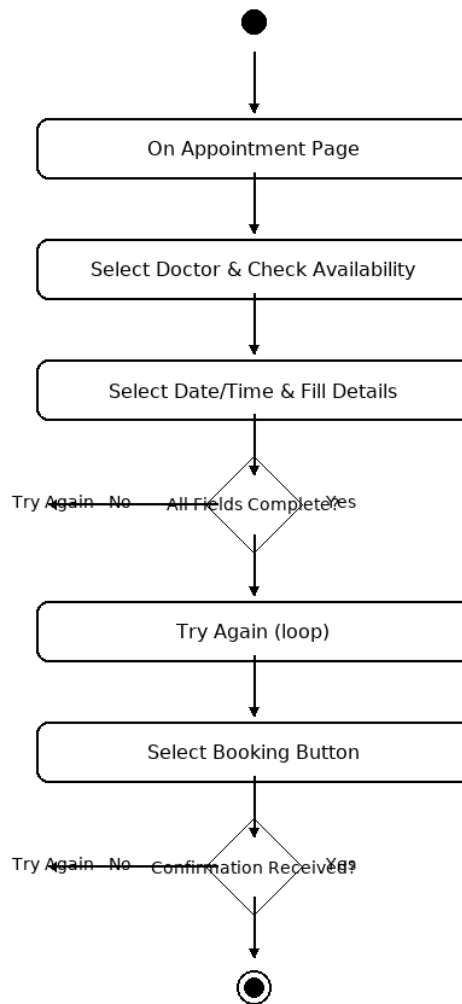 On Appointment Page
Select Doctor & Check Availability
Select Date/Time & Fill Details
Try Again No All Fields Complete? Yes
Try Again (loop)
Select Booking Button
Try Again No Confirmation Received? Yes